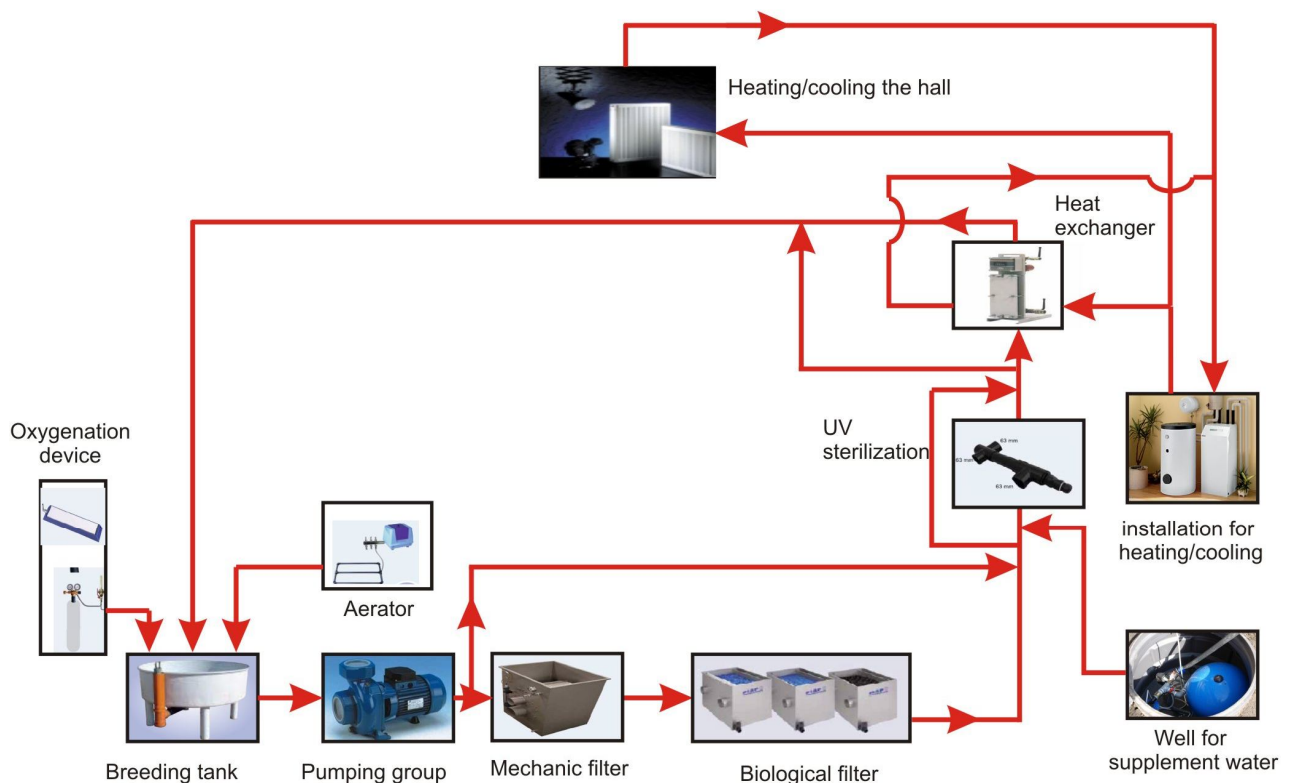 Heating/cooling the hall
Heat
exchanger
UV
sterilization
63 mm
63 mm
63 mm
Oxygenation
device
installation for
heating/cooling
Aerator
Breeding tank
Pumping group
Mechanic filter
Biological filter
Well for
supplement water